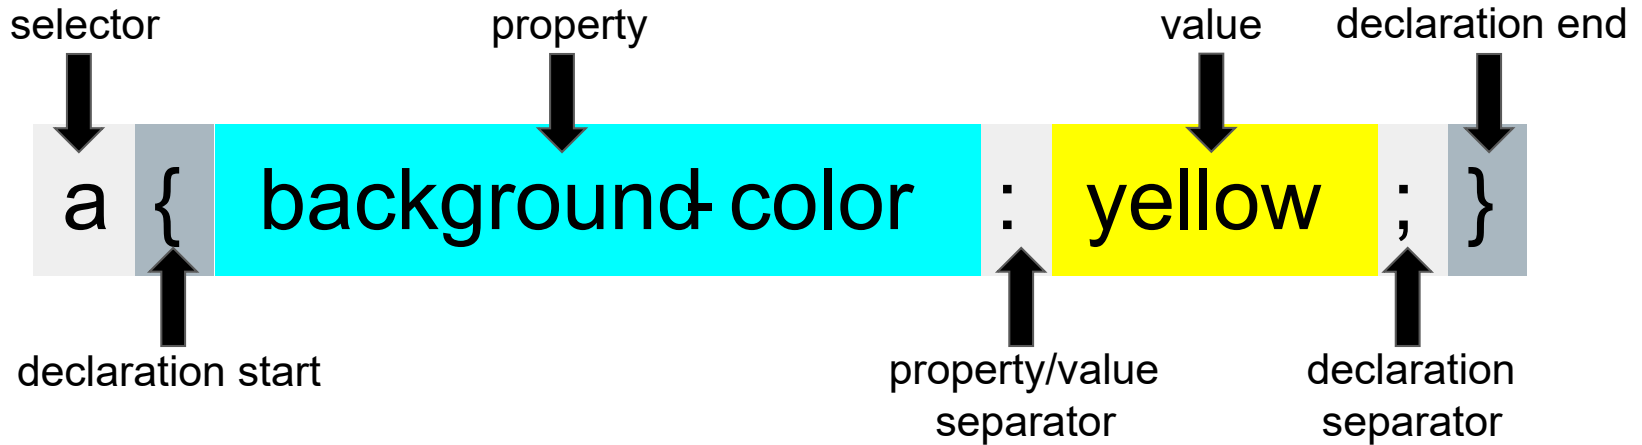 selector property value declaration end
a { background-color : yellow ; }
declaration start property/value separator declaration separator